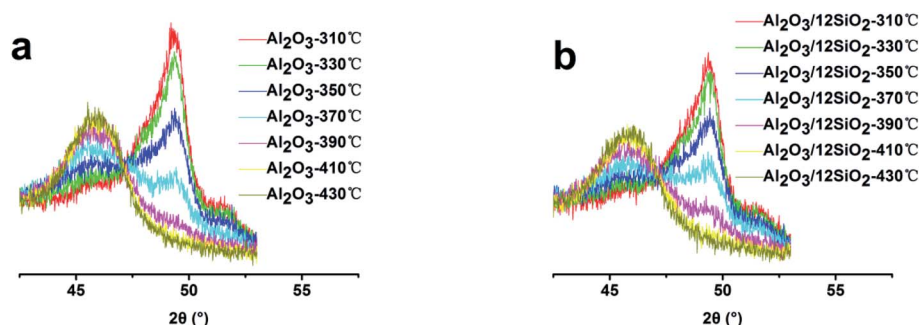 a
Al₂O₃-310℃
Al₂O₃-330℃
Al₂O₃-350℃
Al₂O₃-370℃
Al₂O₃-390℃
Al₂O₃-410℃
Al₂O₃-430℃
45
50
55
2θ (°)
b
Al₂O₃/12SiO₂-310℃
Al₂O₃/12SiO₂-330℃
Al₂O₃/12SiO₂-350℃
Al₂O₃/12SiO₂-370℃
Al₂O₃/12SiO₂-390℃
Al₂O₃/12SiO₂-410℃
Al₂O₃/12SiO₂-430℃
45
50
55
2θ (°)